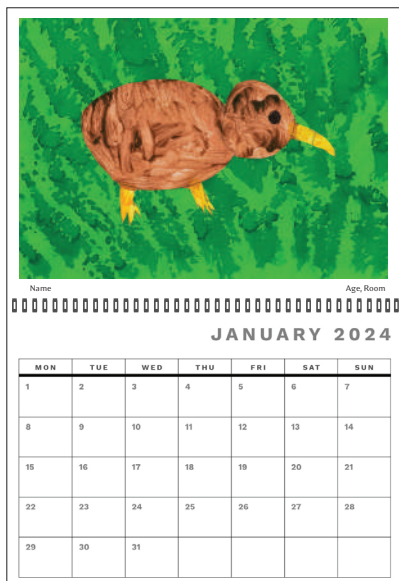 Name Age, Room
JANUARY 2024
MON TUE WED THU FRI SAT SUN
1 2 3 4 5 6 7
8 9 10 11 12 13 14
15 16 17 18 19 20 21
22 23 24 25 26 27 28
29 30 31